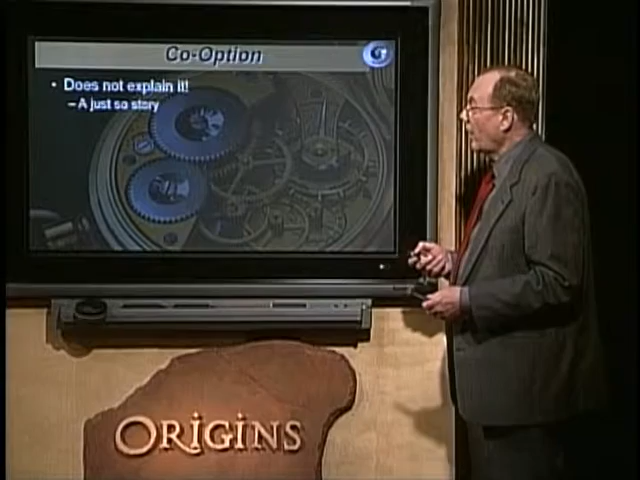 Co-Option
• Does not explain it!
– A just so story
ORiGiNS